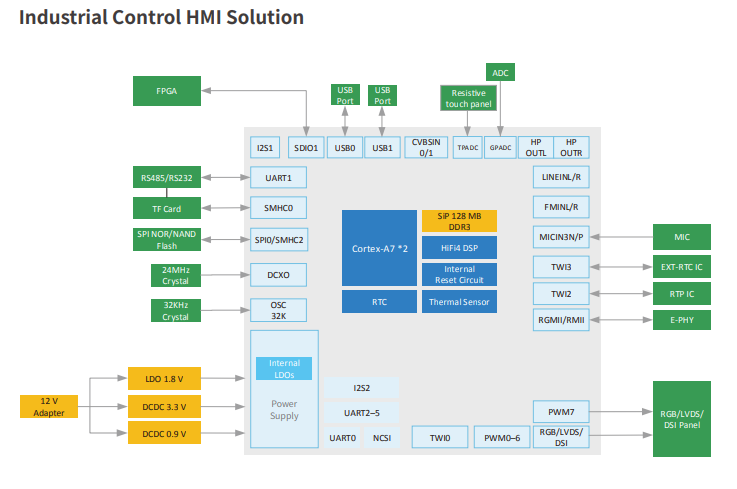 Industrial Control HMI Solution
ADC
FPGA
USB
Port
USB
Port
Resistive
touch panel
I2S1
SDIO1
USB0
USB1
CVBSIN
0/1
TPADC
GPADC
HP
OUTL
HP
OUTR
RS485/RS232
UART1
LINEINL/R
TF Card
SMHC0
FMINL/R
SPI NOR/NAND
Flash
SPI0/SMHC2
Cortex-A7 *2
SiP 128 MB
DDR3
HiFi4 DSP
MICIN3N/P
MIC
24MHz
Crystal
DCXO
Internal
Reset Circuit
TWI3
EXT-RTC IC
32KHz
Crystal
OSC
32K
RTC
Thermal Sensor
TWI2
RTP IC
RGMII/RMII
E-PHY
Internal
LDOs
Power
Supply
12 V
Adapter
LDO 1.8 V
DCDC 3.3 V
DCDC 0.9 V
I2S2
UART2–5
UART0
NCSI
TWI0
PWM0–6
PWM7
RGB/LVDS/
DSI
RGB/LVDS/
DSI Panel